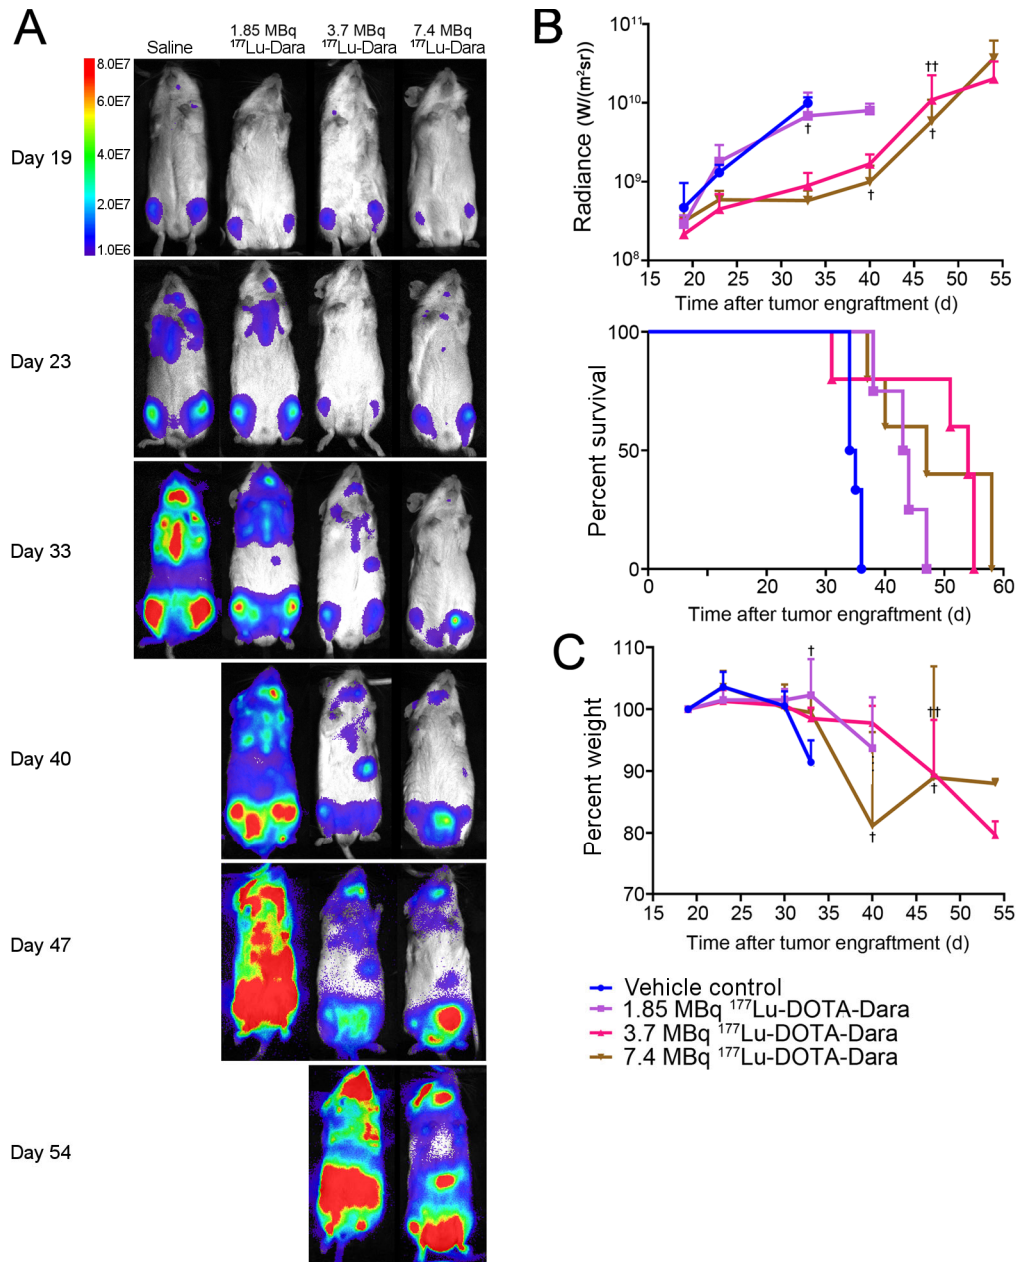 A
Saline
1.85 MBq
¹⁷⁷Lu-Dara
3.7 MBq
¹⁷⁷Lu-Dara
7.4 MBq
¹⁷⁷Lu-Dara
8.0E7
6.0E7
4.0E7
2.0E7
1.0E6
Day 19
Day 23
Day 33
Day 40
Day 47
Day 54
B
Radiance (W/(m²sr))
10¹¹
10¹⁰
10⁹
10⁸
†
†
††
†
15 20 25 30 35 40 45 50 55
Time after tumor engraftment (d)
Percent survival
100
50
0
0 20 30 40 50 60
Time after tumor engraftment (d)
C
Percent weight
110
100
90
80
70
†
†
††
†
15 20 25 30 35 40 45 50 55
Time after tumor engraftment (d)
Vehicle control
1.85 MBq ¹⁷⁷Lu-DOTA-Dara
3.7 MBq ¹⁷⁷Lu-DOTA-Dara
7.4 MBq ¹⁷⁷Lu-DOTA-Dara